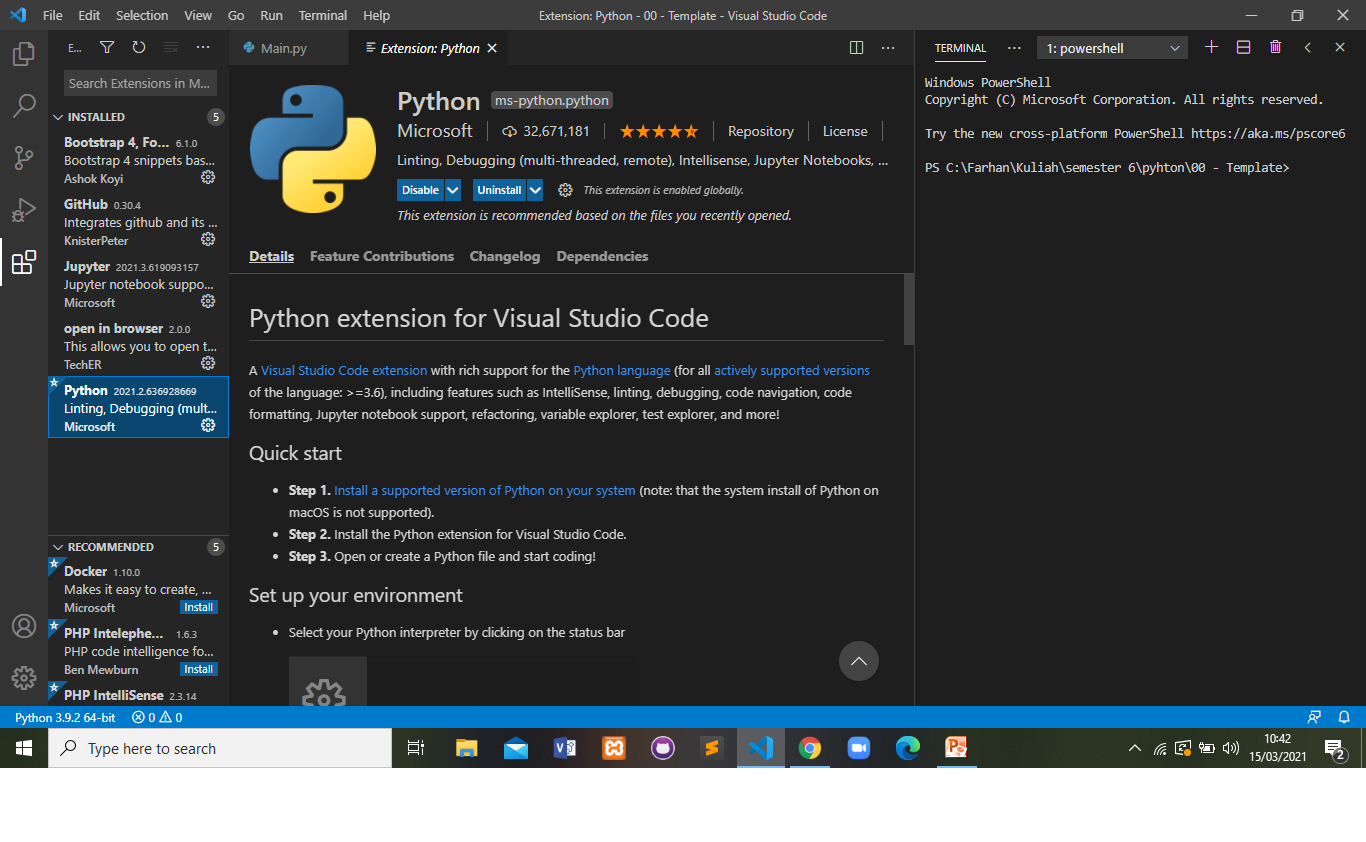 File Edit Selection View Go Run Terminal Help
Extension: Python - 00 - Template - Visual Studio Code
E...
Search Extensions in M...
INSTALLED 5
Bootstrap 4, Fo... 6.1.0
Bootstrap 4 snippets bas...
Ashok Koyi
GitHub 0.30.4
Integrates github and its ...
KnisterPeter
Jupyter 2021.3.619093157
Jupyter notebook suppo...
Microsoft
open in browser 2.0.0
This allows you to open t...
TechER
Python 2021.2.636928669
Linting, Debugging (mult...
Microsoft
RECOMMENDED 5
Docker 1.10.0
Makes it easy to create, ...
Microsoft Install
PHP Intelephe... 1.6.3
PHP code intelligence fo...
Ben Mewburn Install
PHP IntelliSense 2.3.14
Main.py
Extension: Python
Python ms-python.python
Microsoft 32,671,181 Repository License
Linting, Debugging (multi-threaded, remote), Intellisense, Jupyter Notebooks, ...
Disable Uninstall This extension is enabled globally.
This extension is recommended based on the files you recently opened.
Details Feature Contributions Changelog Dependencies
Python extension for Visual Studio Code
A Visual Studio Code extension with rich support for the Python language (for all actively supported versions
of the language: >=3.6), including features such as IntelliSense, linting, debugging, code navigation, code
formatting, Jupyter notebook support, refactoring, variable explorer, test explorer, and more!
Quick start
• Step 1. Install a supported version of Python on your system (note: that the system install of Python on
macOS is not supported).
• Step 2. Install the Python extension for Visual Studio Code.
• Step 3. Open or create a Python file and start coding!
Set up your environment
• Select your Python interpreter by clicking on the status bar
TERMINAL ... 1: powershell
Windows PowerShell
Copyright (C) Microsoft Corporation. All rights reserved.
Try the new cross-platform PowerShell https://aka.ms/pscore6
PS C:\Farhan\Kuliah\semester 6\pyhton\00 - Template>
Python 3.9.2 64-bit 0 0
Type here to search
10:42
15/03/2021
2